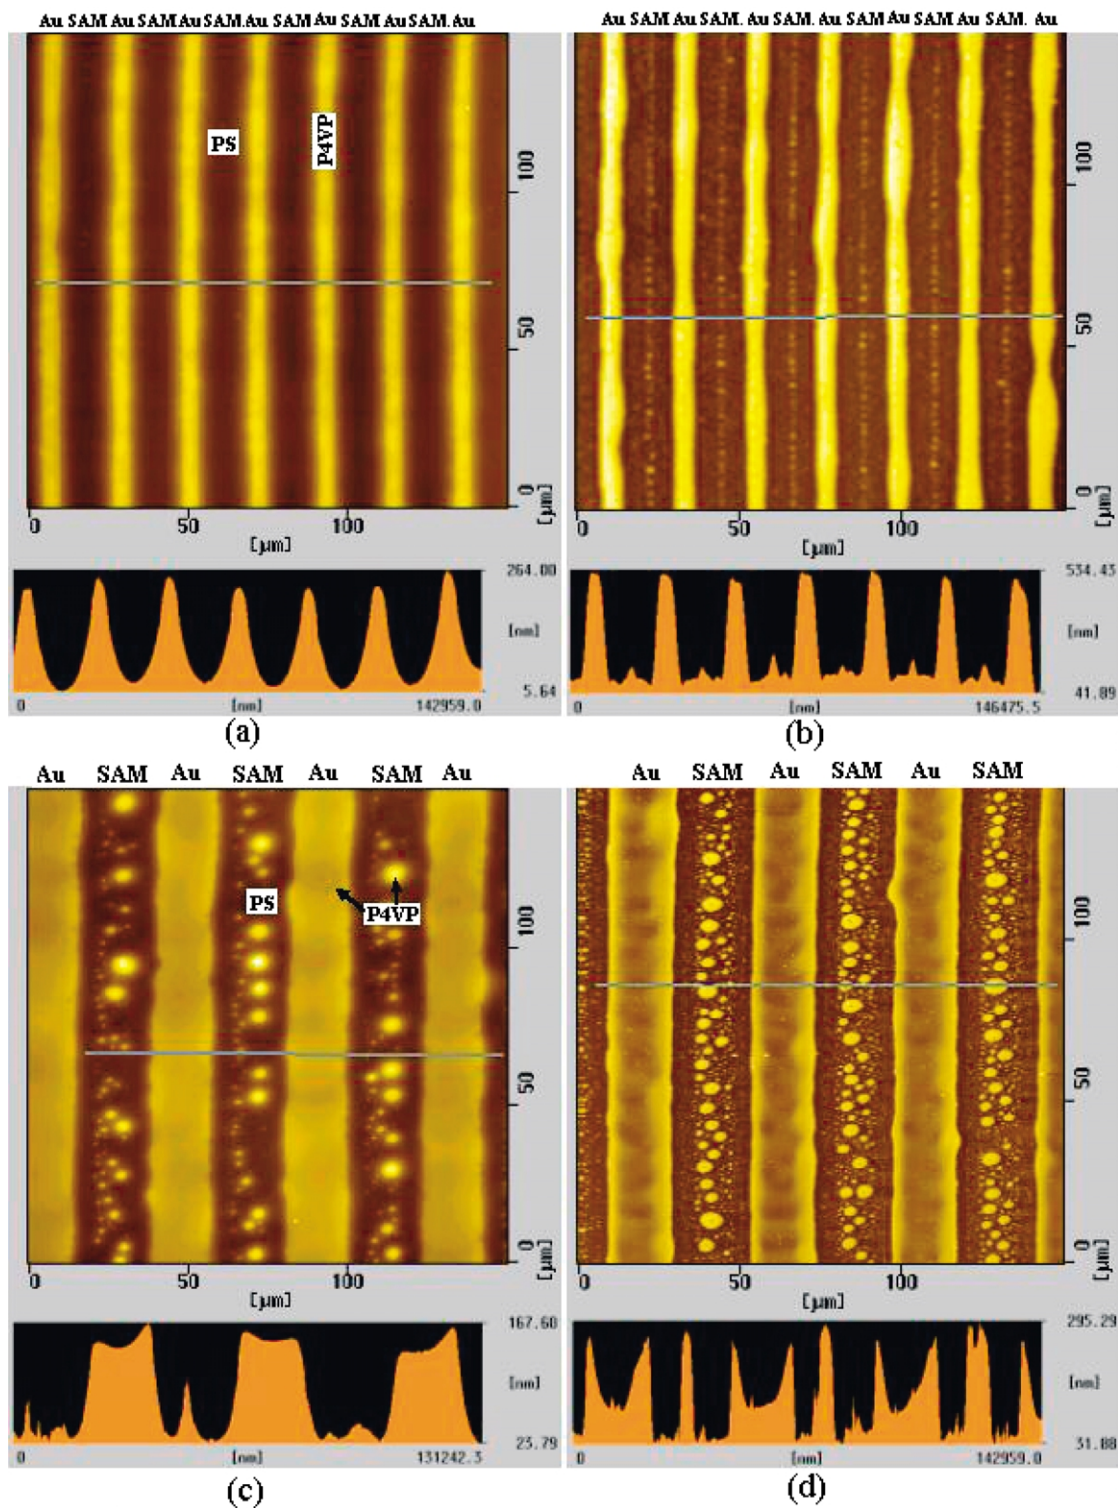 Au SAM Au SAM Au SAM Au SAM Au SAM Au SAM. Au
PS
P4VP
0 50 100
[µm]
0 50 100
[µm]
264.00
[nm]
5.64
0 [nm] 142959.0
(a)
Au SAM Au SAM. Au SAM. Au SAM Au SAM Au SAM. Au
0 50 100
[µm]
0 50 100
[µm]
534.43
[nm]
41.89
0 [nm] 146475.5
(b)
Au SAM Au SAM Au SAM Au
PS
P4VP
0 50 100
[µm]
0 50 100
[µm]
167.60
[nm]
23.79
0 [nm] 131242.3
(c)
Au SAM Au SAM Au SAM
0 50 100
[µm]
0 50 100
[µm]
295.29
[nm]
31.88
0 [nm] 142959.0
(d)